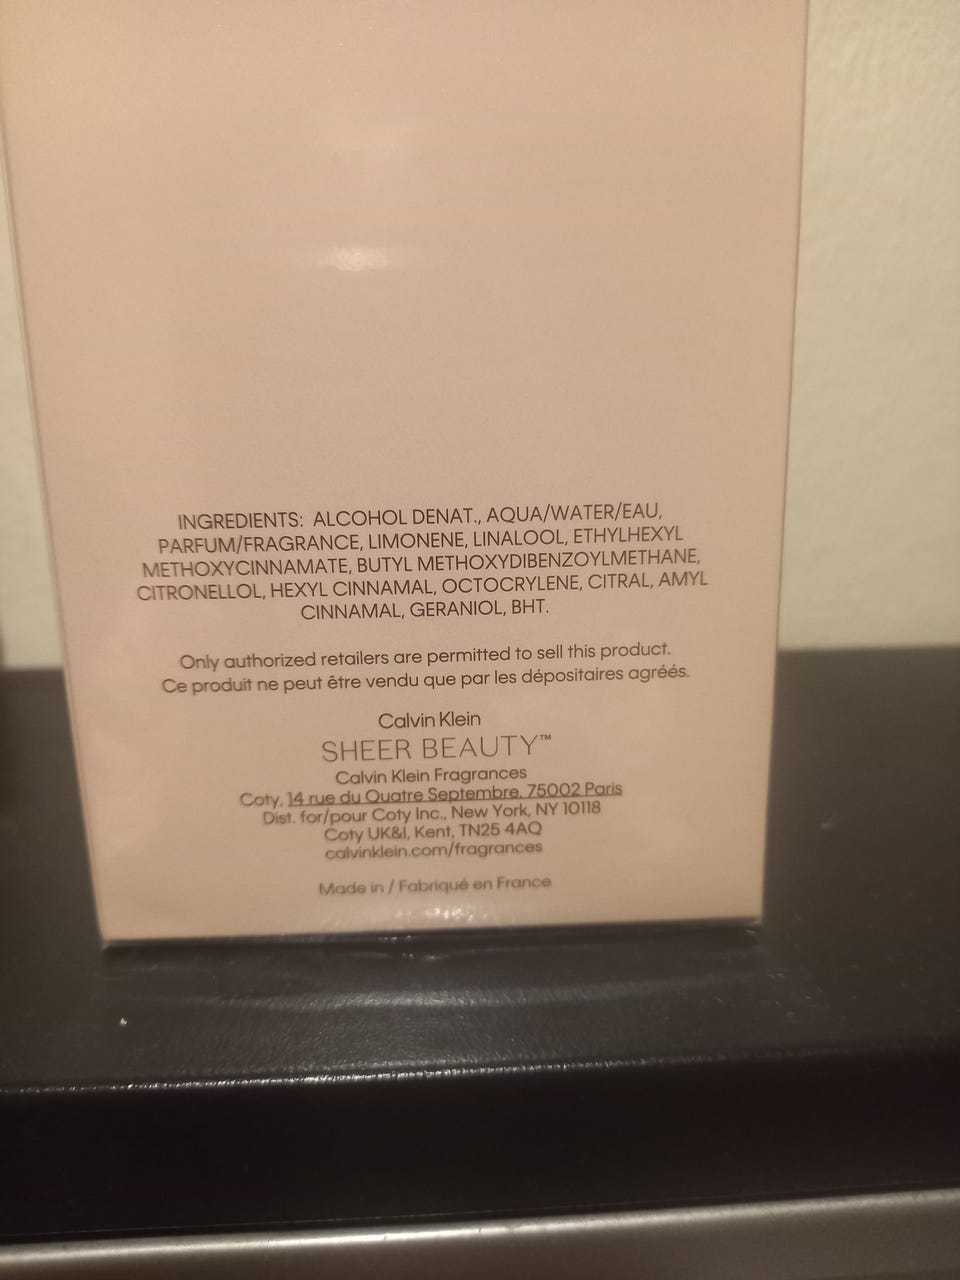 INGREDIENTS: ALCOHOL DENAT., AQUA/WATER/EAU,
PARFUM/FRAGRANCE, LIMONENE, LINALOOL, ETHYLHEXYL
METHOXYCINNAMATE, BUTYL METHOXYDIBENZOYLMETHANE,
CITRONELLOL, HEXYL CINNAMAL, OCTOCRYLENE, CITRAL, AMYL
CINNAMAL, GERANIOL, BHT.
Only authorized retailers are permitted to sell this product.
Ce produit ne peut être vendu que par les dépositaires agréés.
Calvin Klein
SHEER BEAUTY™
Calvin Klein Fragrances
Coty, 14 rue du Quatre Septembre, 75002 Paris
Dist. for/pour Coty Inc., New York, NY 10118
Coty UK&I, Kent, TN25 4AQ
calvinklein.com/fragrances
Made in / Fabriqué en France